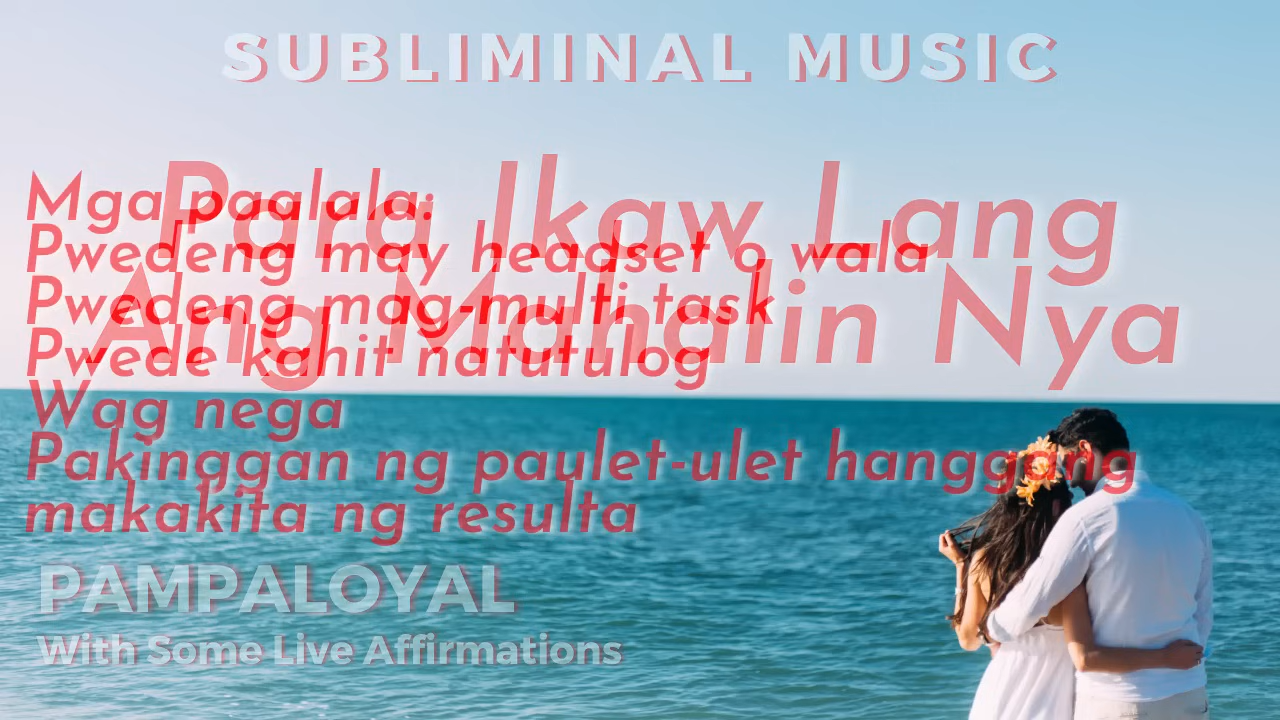 SUBLIMINAL MUSIC
Para Ikaw Lang
Ang Mahalin Nya
Mga paglala:
Pwedeng may headset o wala
Pwedeng mag-multi task
Pwede kahit natutulog
Wag nega
Pakinggan ng paulet-ulet hanggang
makakita ng resulta
PAMPALOYAL
With Some Live Affirmations